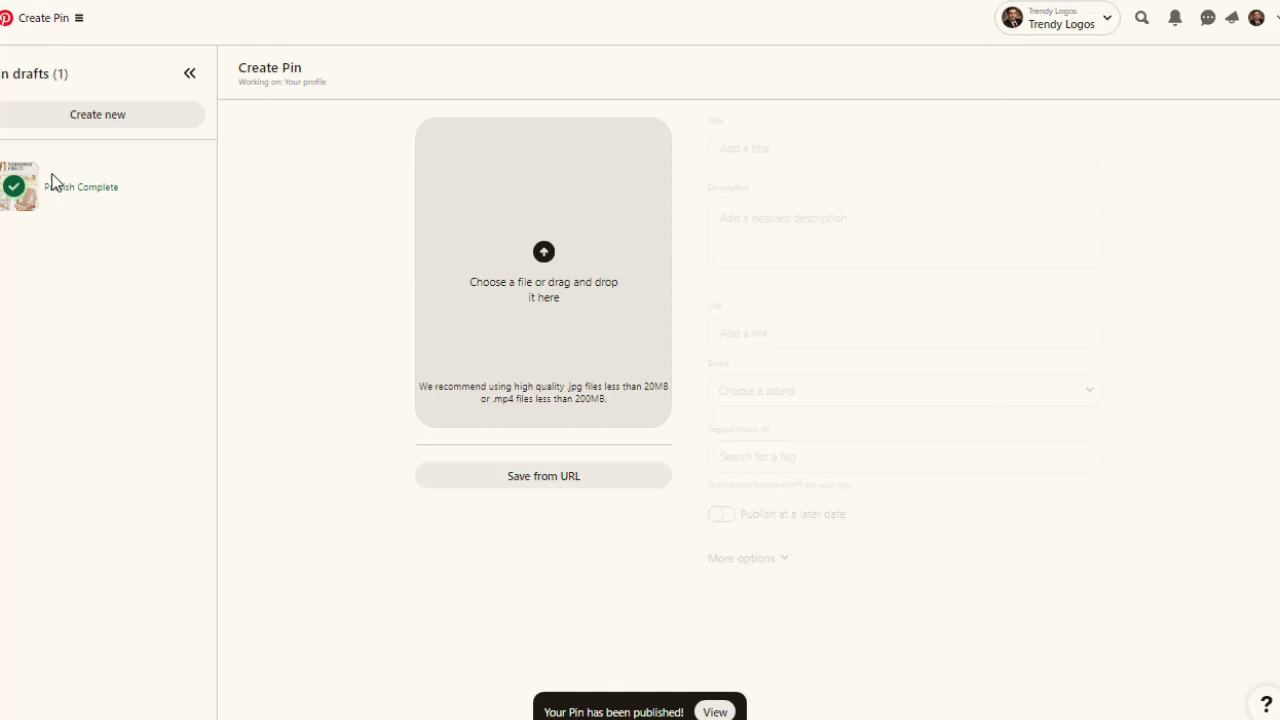 Create Pin
Trendy Logos
Trendy Logos
n drafts (1)
Create new
Publish Complete
Create Pin
Working on: Your profile
Choose a file or drag and drop
it here
We recommend using high quality .jpg files less than 20MB
or .mp4 files less than 200MB.
Save from URL
Title
Add a title
Description
Add a detailed description
Link
Add a link
Board
Choose a board
Tagged topics
Search for a tag
Publish at a later date
More options
Your Pin has been published!
View
?